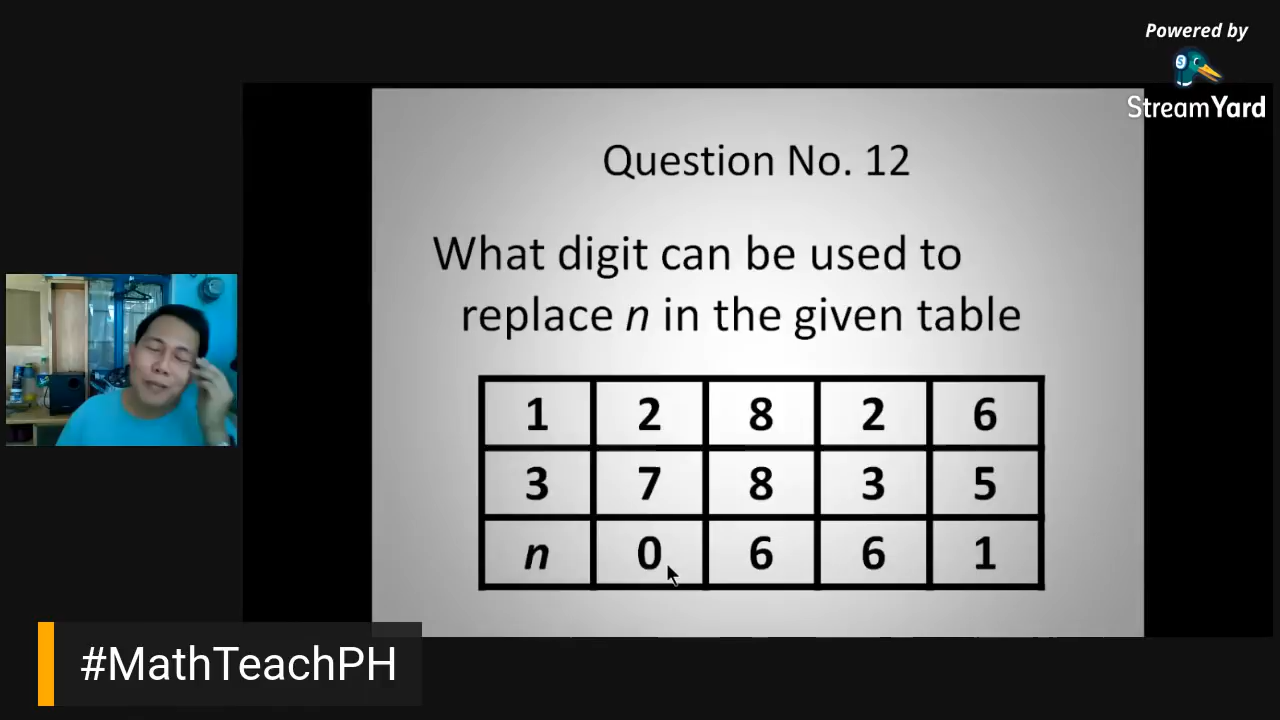 Powered by
StreamYard
Question No. 12
What digit can be used to
replace n in the given table
1 2 8 2 6
3 7 8 3 5
n 0 6 6 1
#MathTeachPH